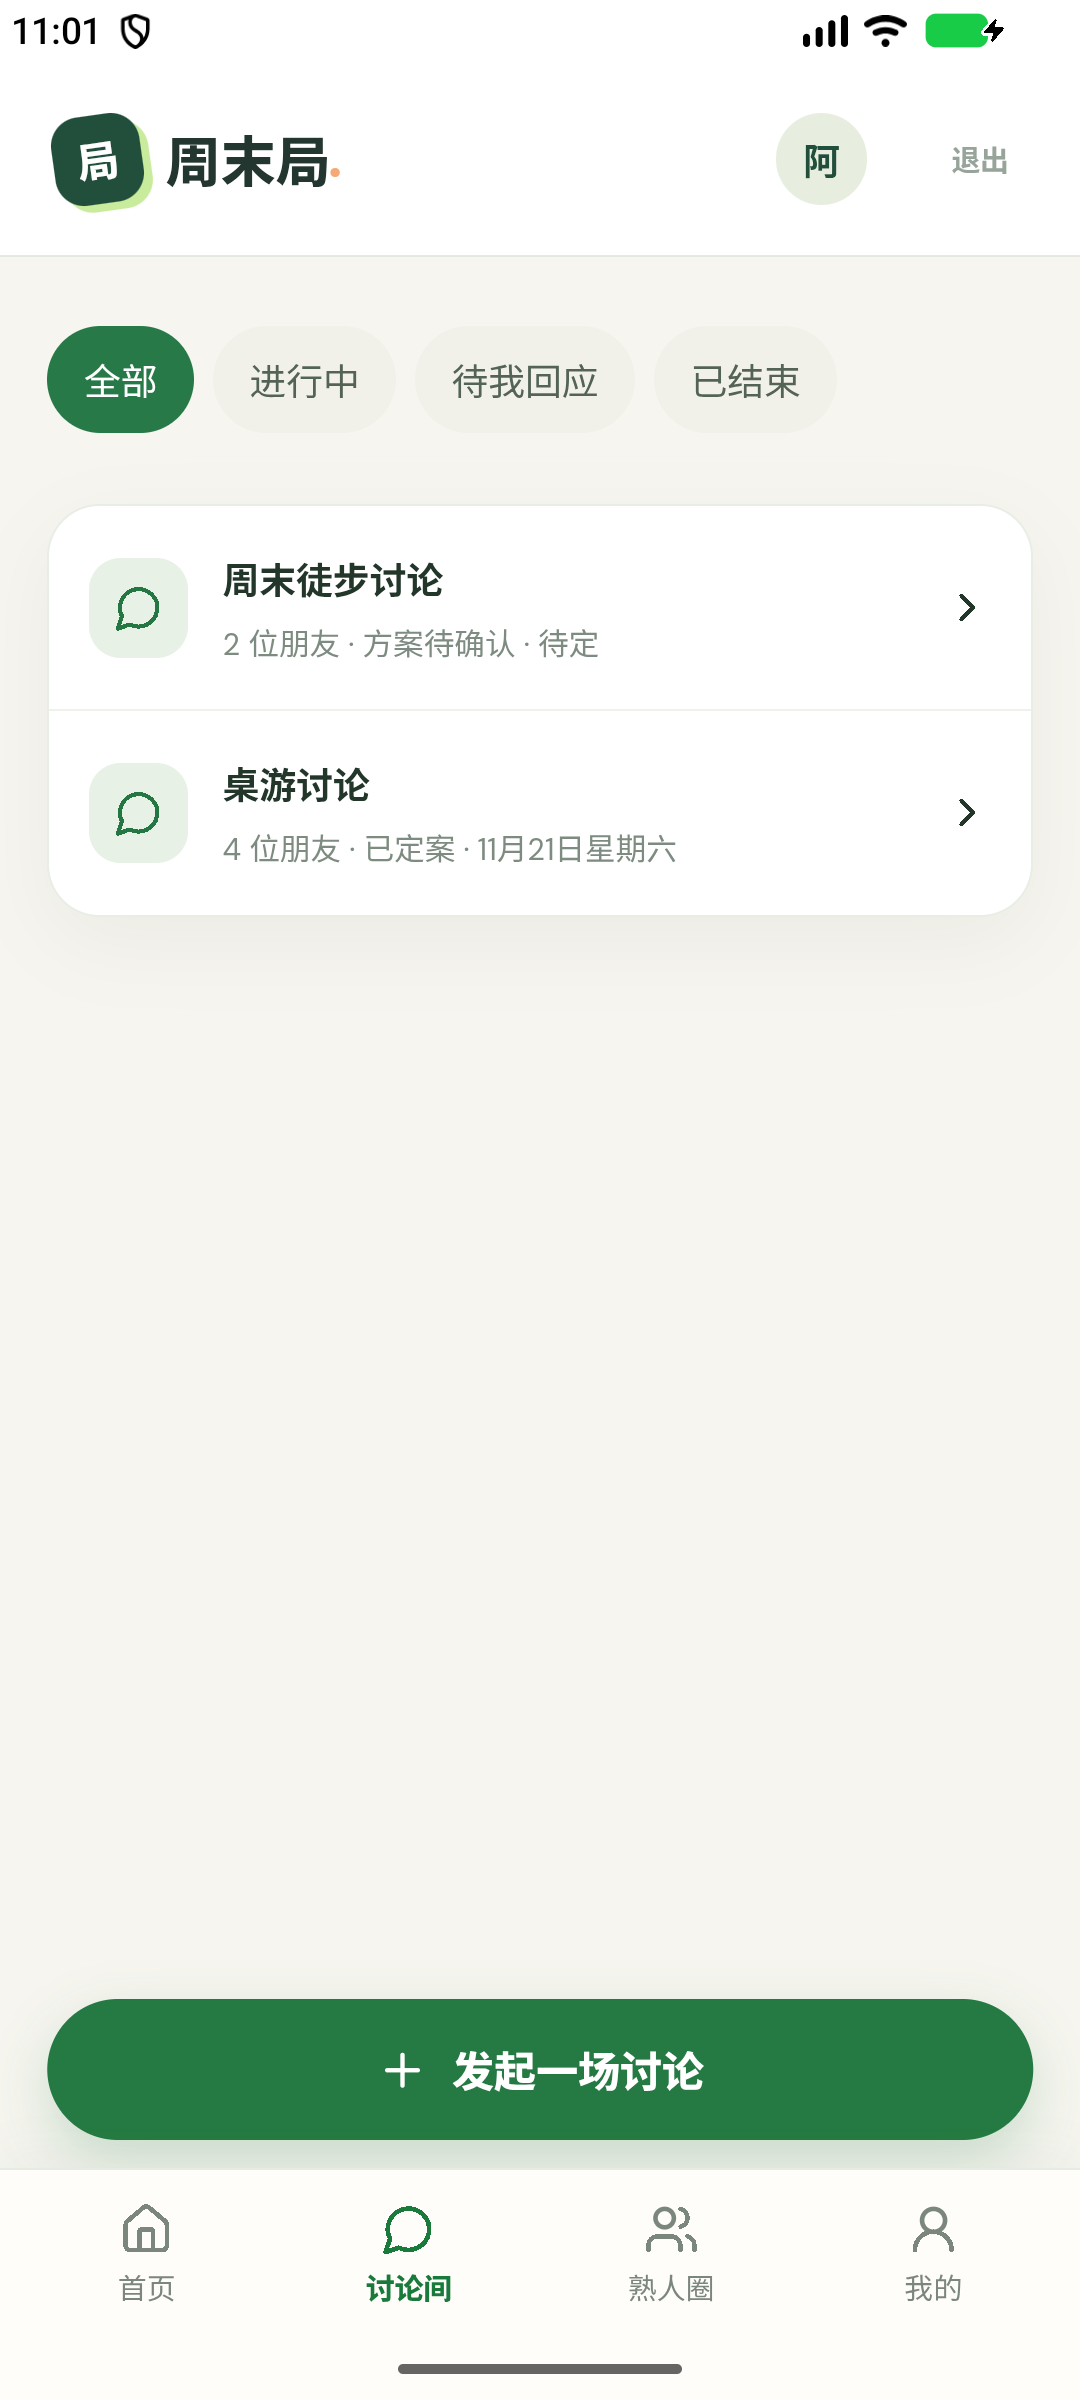 11:01
局 周末局.
阿
退出
全部
进行中
待我回应
已结束
周末徒步讨论
2 位朋友 · 方案待确认 · 待定
桌游讨论
4 位朋友 · 已定案 · 11月21日星期六
发起一场讨论
首页
讨论间
熟人圈
我的